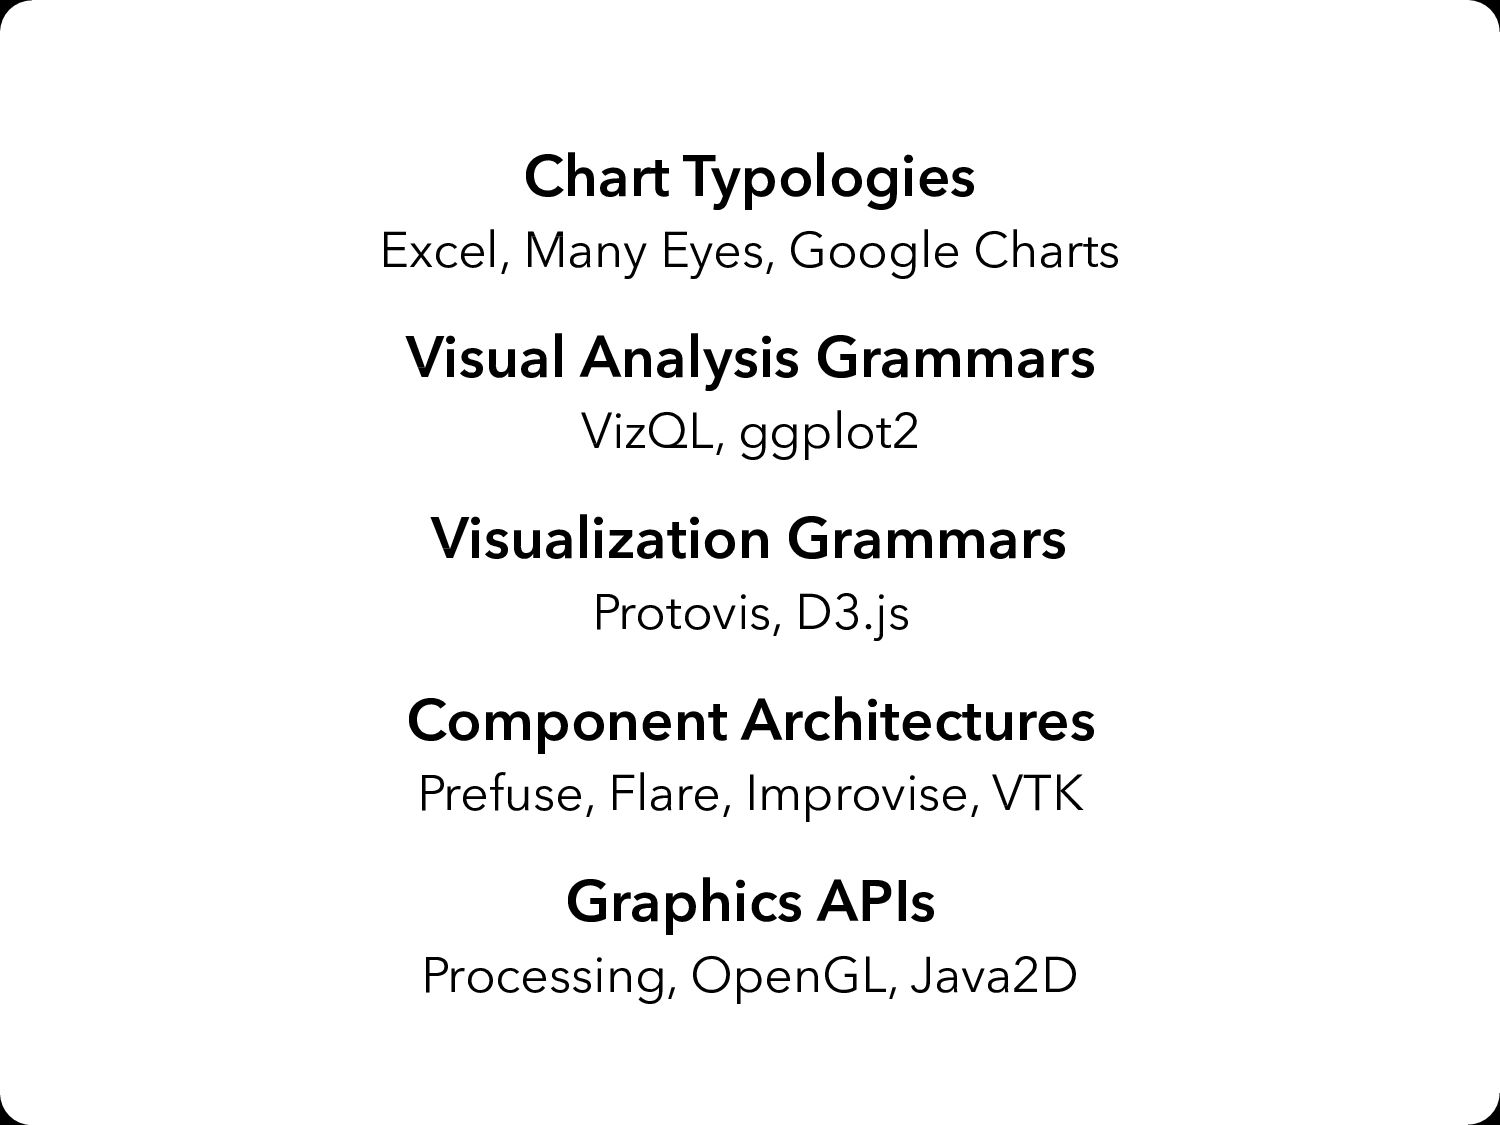 Chart Typologies
Excel, Many Eyes, Google Charts
Visual Analysis Grammars
VizQL, ggplot2
Visualization Grammars
Protovis, D3.js
Component Architectures
Prefuse, Flare, Improvise, VTK
Graphics APIs
Processing, OpenGL, Java2D